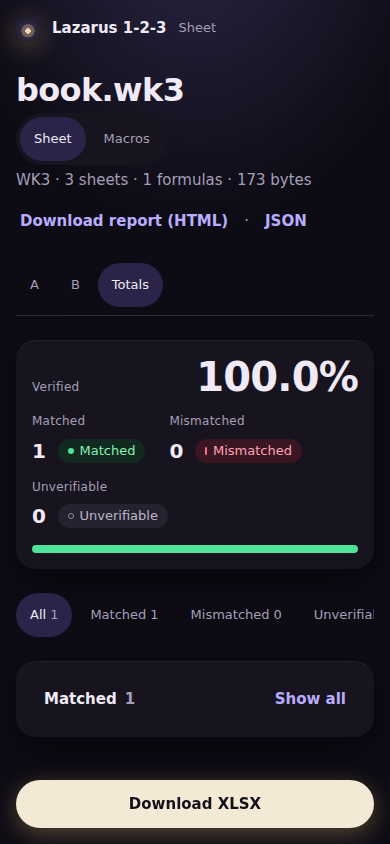 Lazarus 1-2-3 Sheet
book.wk3
Sheet Macros
WK3 · 3 sheets · 1 formulas · 173 bytes
Download report (HTML) · JSON
A B Totals
Verified 100.0%
Matched Mismatched
1 Matched 0 Mismatched
Unverifiable
0 Unverifiable
All 1 Matched 1 Mismatched 0 Unverifia
Matched 1 Show all
Download XLSX